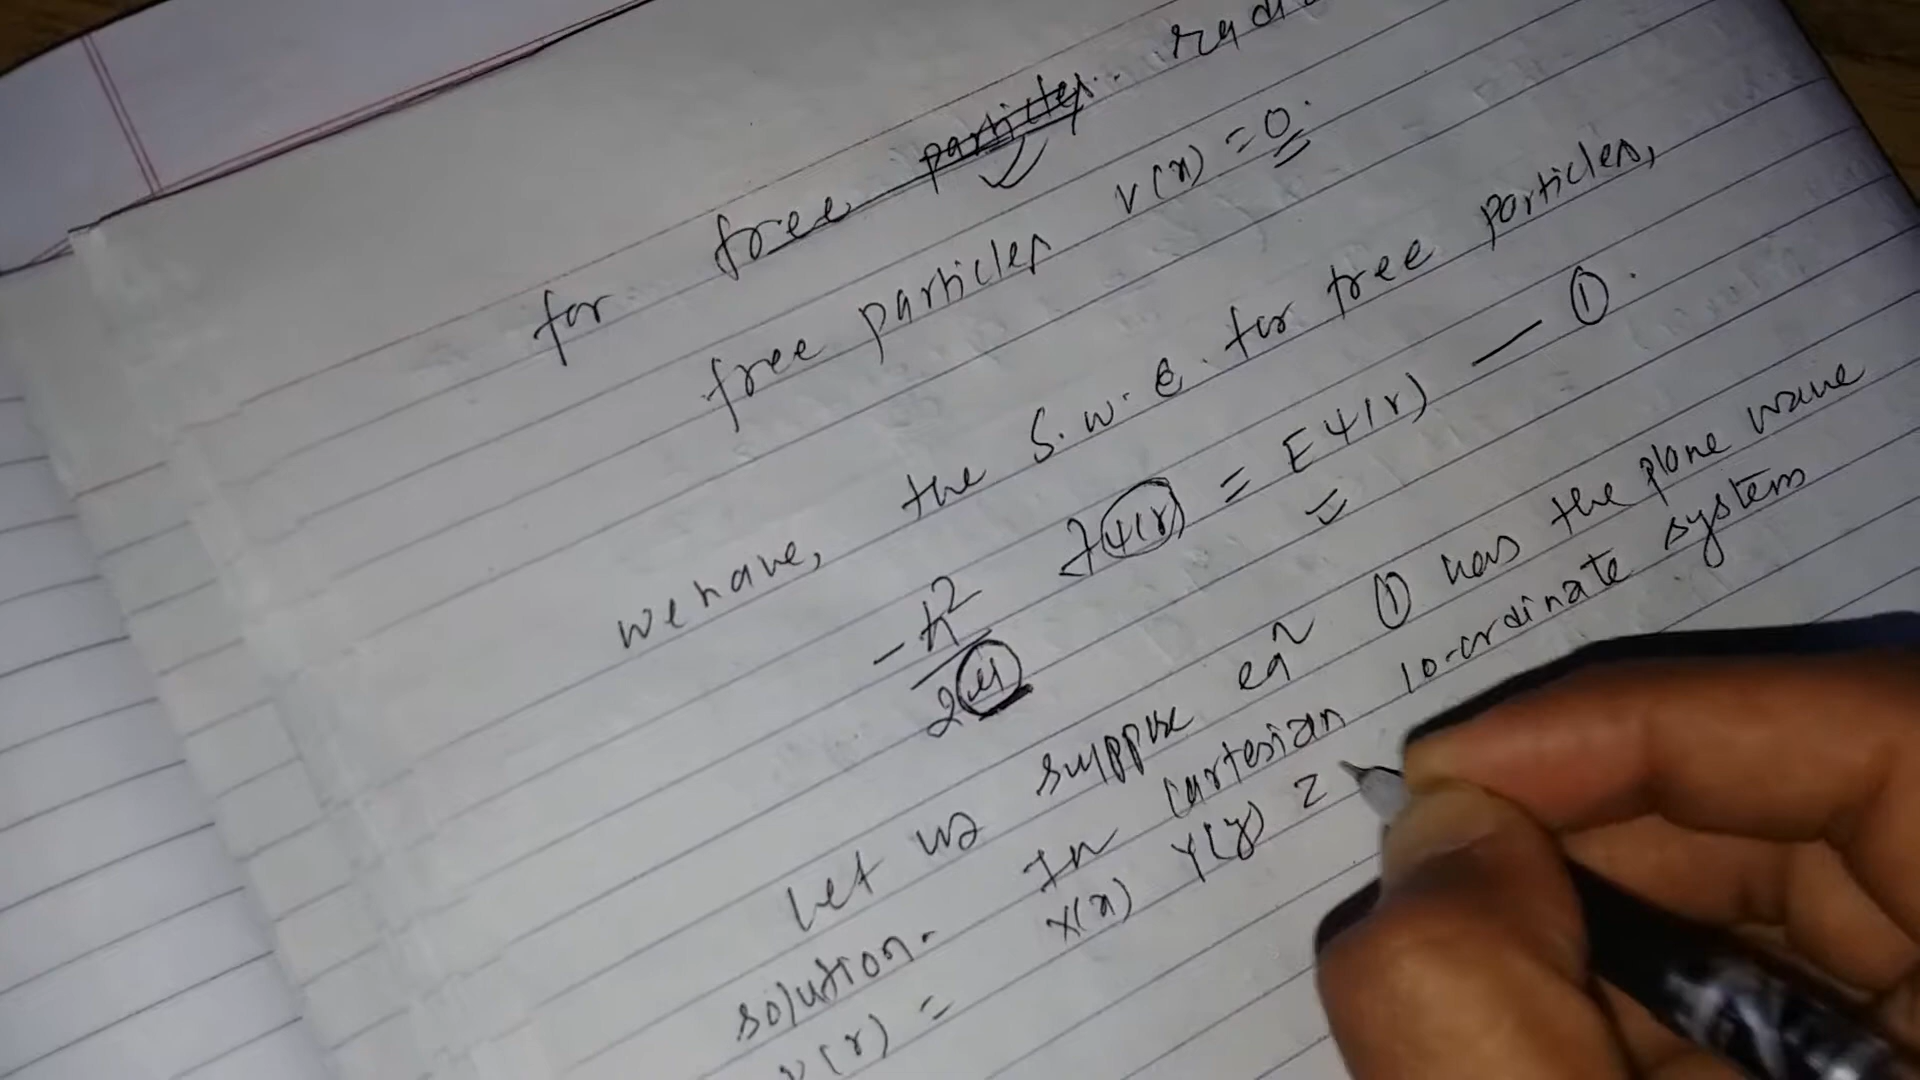 for free particles.
free particles V(x) = 0.
we have, the S.W.E. for free particles,
-ħ²/2μ ψ(r) = Eψ(r) — ①.
Let us suppose eqn ① has the plane wave
solution. In Cartesian co-ordinate system
ψ(r) = X(x) Y(y) Z